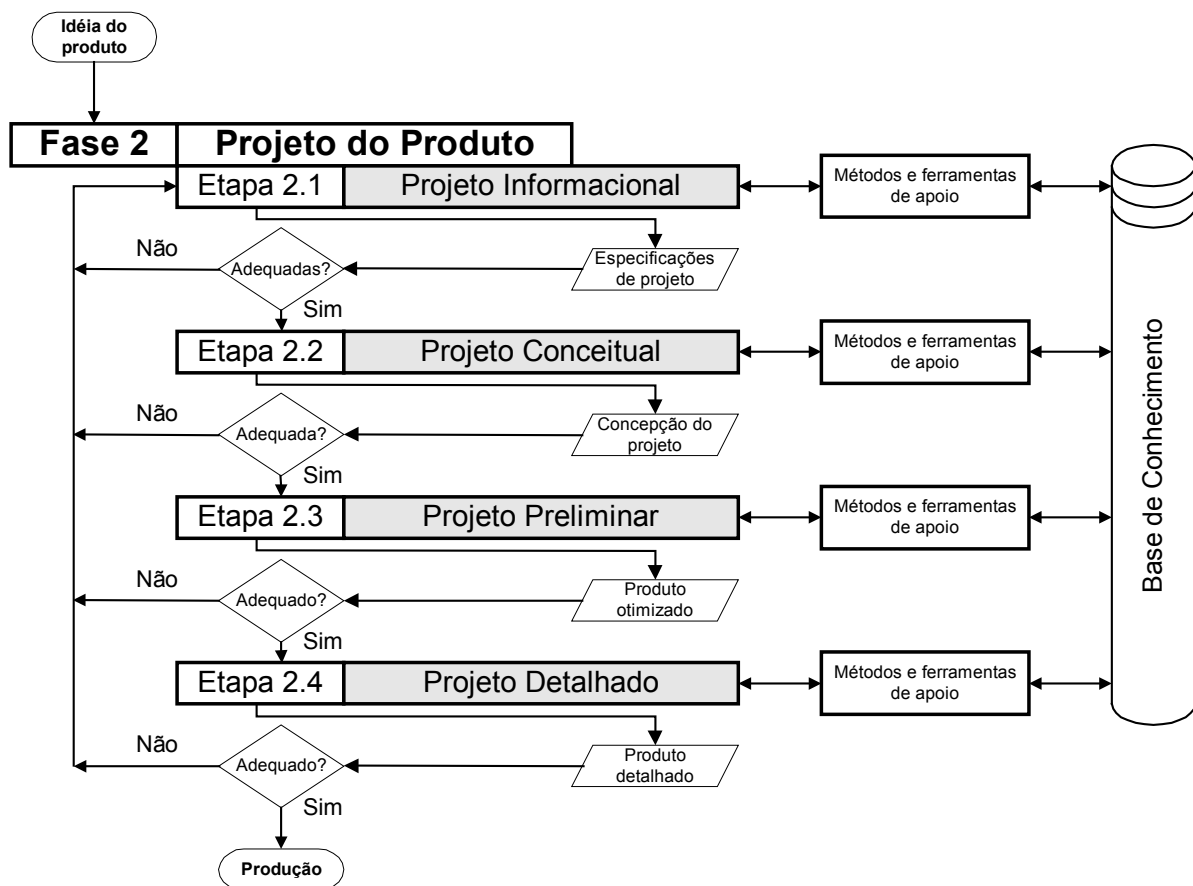 Idéia do
produto
Fase 2
Projeto do Produto
Etapa 2.1
Projeto Informacional
Métodos e ferramentas
de apoio
Não
Adequadas?
Especificações
de projeto
Sim
Etapa 2.2
Projeto Conceitual
Métodos e ferramentas
de apoio
Não
Adequada?
Concepção do
projeto
Sim
Etapa 2.3
Projeto Preliminar
Métodos e ferramentas
de apoio
Não
Adequado?
Produto
otimizado
Sim
Etapa 2.4
Projeto Detalhado
Métodos e ferramentas
de apoio
Não
Adequado?
Produto
detalhado
Sim
Produção
Base de Conhecimento